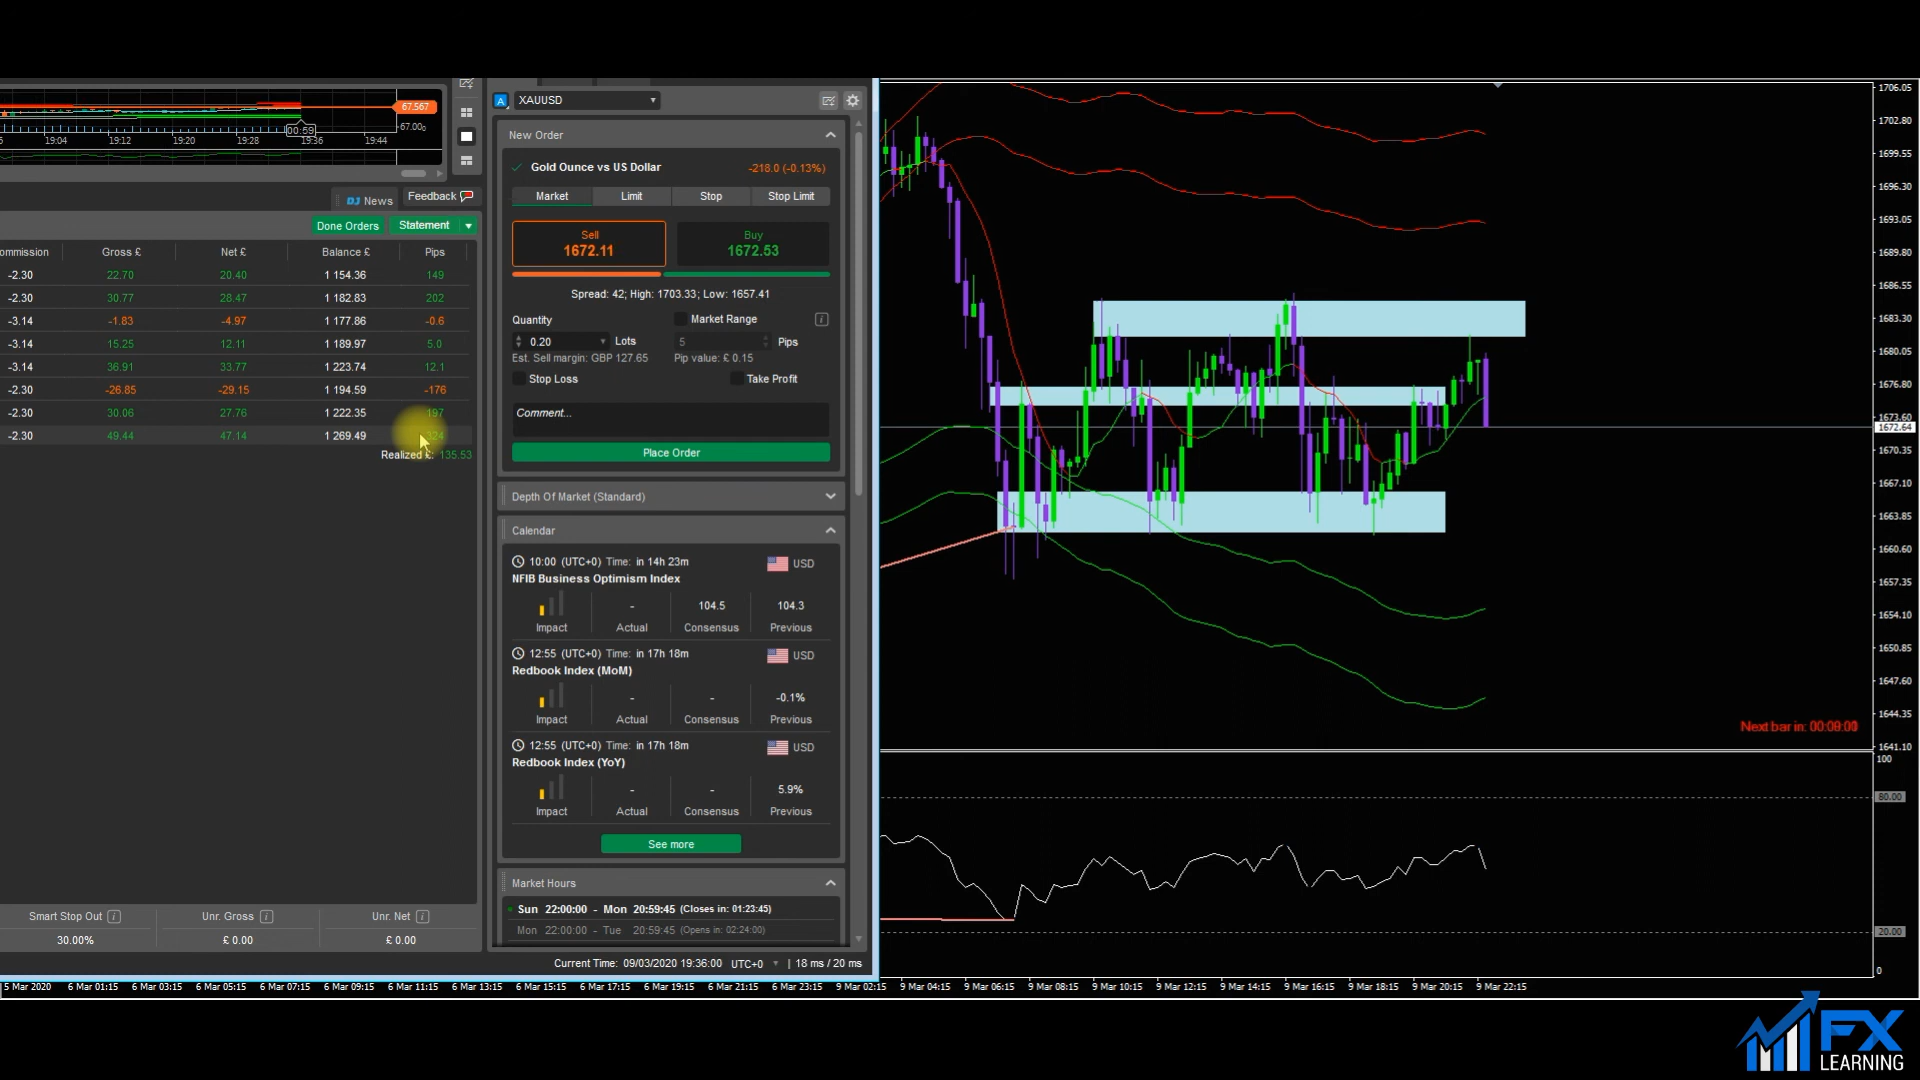 67.567
67.00₀
00:59
19:04 19:12 19:20 19:28 19:36 19:44
DJ News Feedback
Done Orders Statement
ommission Gross £ Net £ Balance £ Pips
-2.30 22.70 20.40 1 154.36 149
-2.30 30.77 28.47 1 182.83 202
-3.14 -1.83 -4.97 1 177.86 -0.6
-3.14 15.25 12.11 1 189.97 5.0
-3.14 36.91 33.77 1 223.74 12.1
-2.30 -26.85 -29.15 1 194.59 -176
-2.30 30.06 27.76 1 222.35 197
-2.30 49.44 47.14 1 269.49 324
Realized £: 135.53
Smart Stop Out Unr. Gross Unr. Net
30.00% £ 0.00 £ 0.00
A XAUUSD
New Order
Gold Ounce vs US Dollar -218.0 (-0.13%)
Market Limit Stop Stop Limit
Sell Buy
1672.11 1672.53
Spread: 42; High: 1703.33; Low: 1657.41
Quantity Market Range
0.20 Lots 5 Pips
Est. Sell margin: GBP 127.65 Pip value: £ 0.15
Stop Loss Take Profit
Comment...
Place Order
Depth Of Market (Standard)
Calendar
10:00 (UTC+0) Time: in 14h 23m USD
NFIB Business Optimism Index
- 104.5 104.3
Impact Actual Consensus Previous
12:55 (UTC+0) Time: in 17h 18m USD
Redbook Index (MoM)
- - -0.1%
Impact Actual Consensus Previous
12:55 (UTC+0) Time: in 17h 18m USD
Redbook Index (YoY)
- - 5.9%
Impact Actual Consensus Previous
See more
Market Hours
Sun 22:00:00 - Mon 20:59:45 (Closes in: 01:23:45)
Mon 22:00:00 - Tue 20:59:45 (Opens in: 02:24:00)
Current Time: 09/03/2020 19:36:00 UTC+0 | 18 ms / 20 ms
1706.05
1702.80
1699.55
1696.30
1693.05
1689.80
1686.55
1683.30
1680.05
1676.80
1673.60
1672.64
1670.35
1667.10
1663.85
1660.60
1657.35
1654.10
1650.85
1647.60
1644.35
1641.10
Next bar in: 00:09:00
100
80.00
20.00
0
5 Mar 2020 6 Mar 01:15 6 Mar 03:15 6 Mar 05:15 6 Mar 07:15 6 Mar 09:15 6 Mar 11:15 6 Mar 13:15 6 Mar 15:15 6 Mar 17:15 6 Mar 19:15 6 Mar 21:15 6 Mar 23:15 9 Mar 02:15 9 Mar 04:15 9 Mar 06:15 9 Mar 08:15 9 Mar 10:15 9 Mar 12:15 9 Mar 14:15 9 Mar 16:15 9 Mar 18:15 9 Mar 20:15 9 Mar 22:15
FX
LEARNING